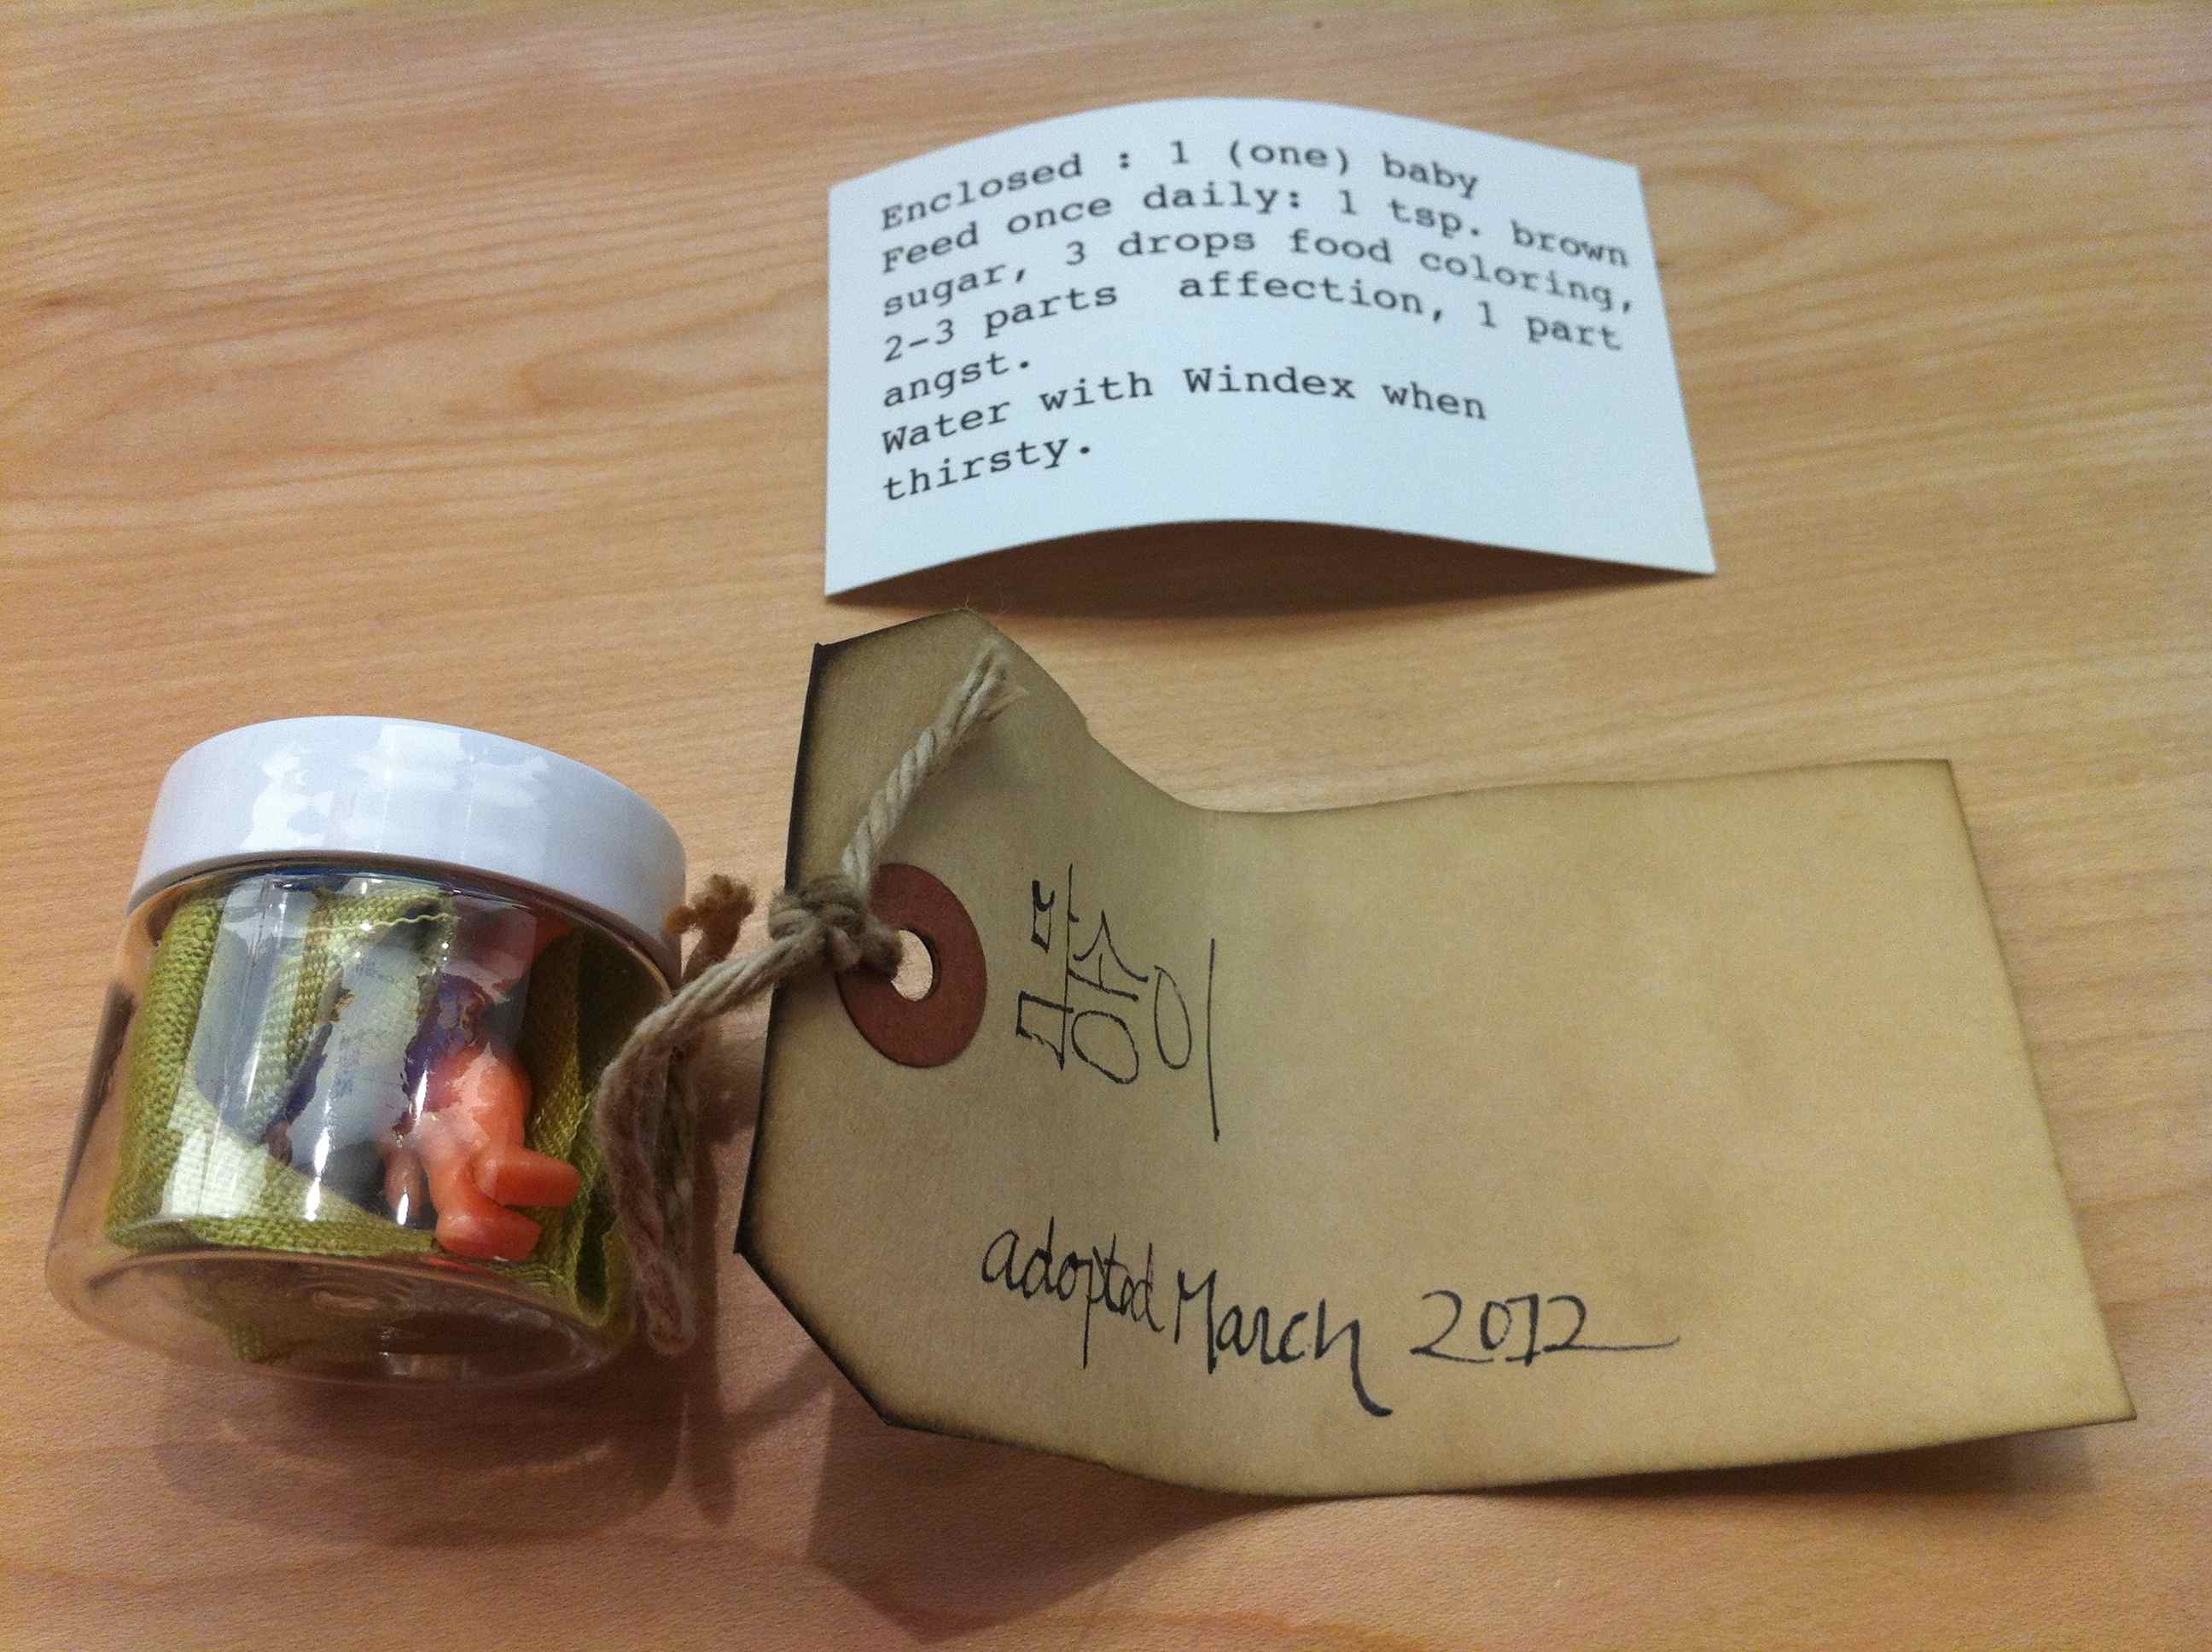 Enclosed : 1 (one) baby
Feed once daily: 1 tsp. brown
sugar, 3 drops food coloring,
2-3 parts affection, 1 part
angst.
Water with Windex when
thirsty.
adopted March 2012